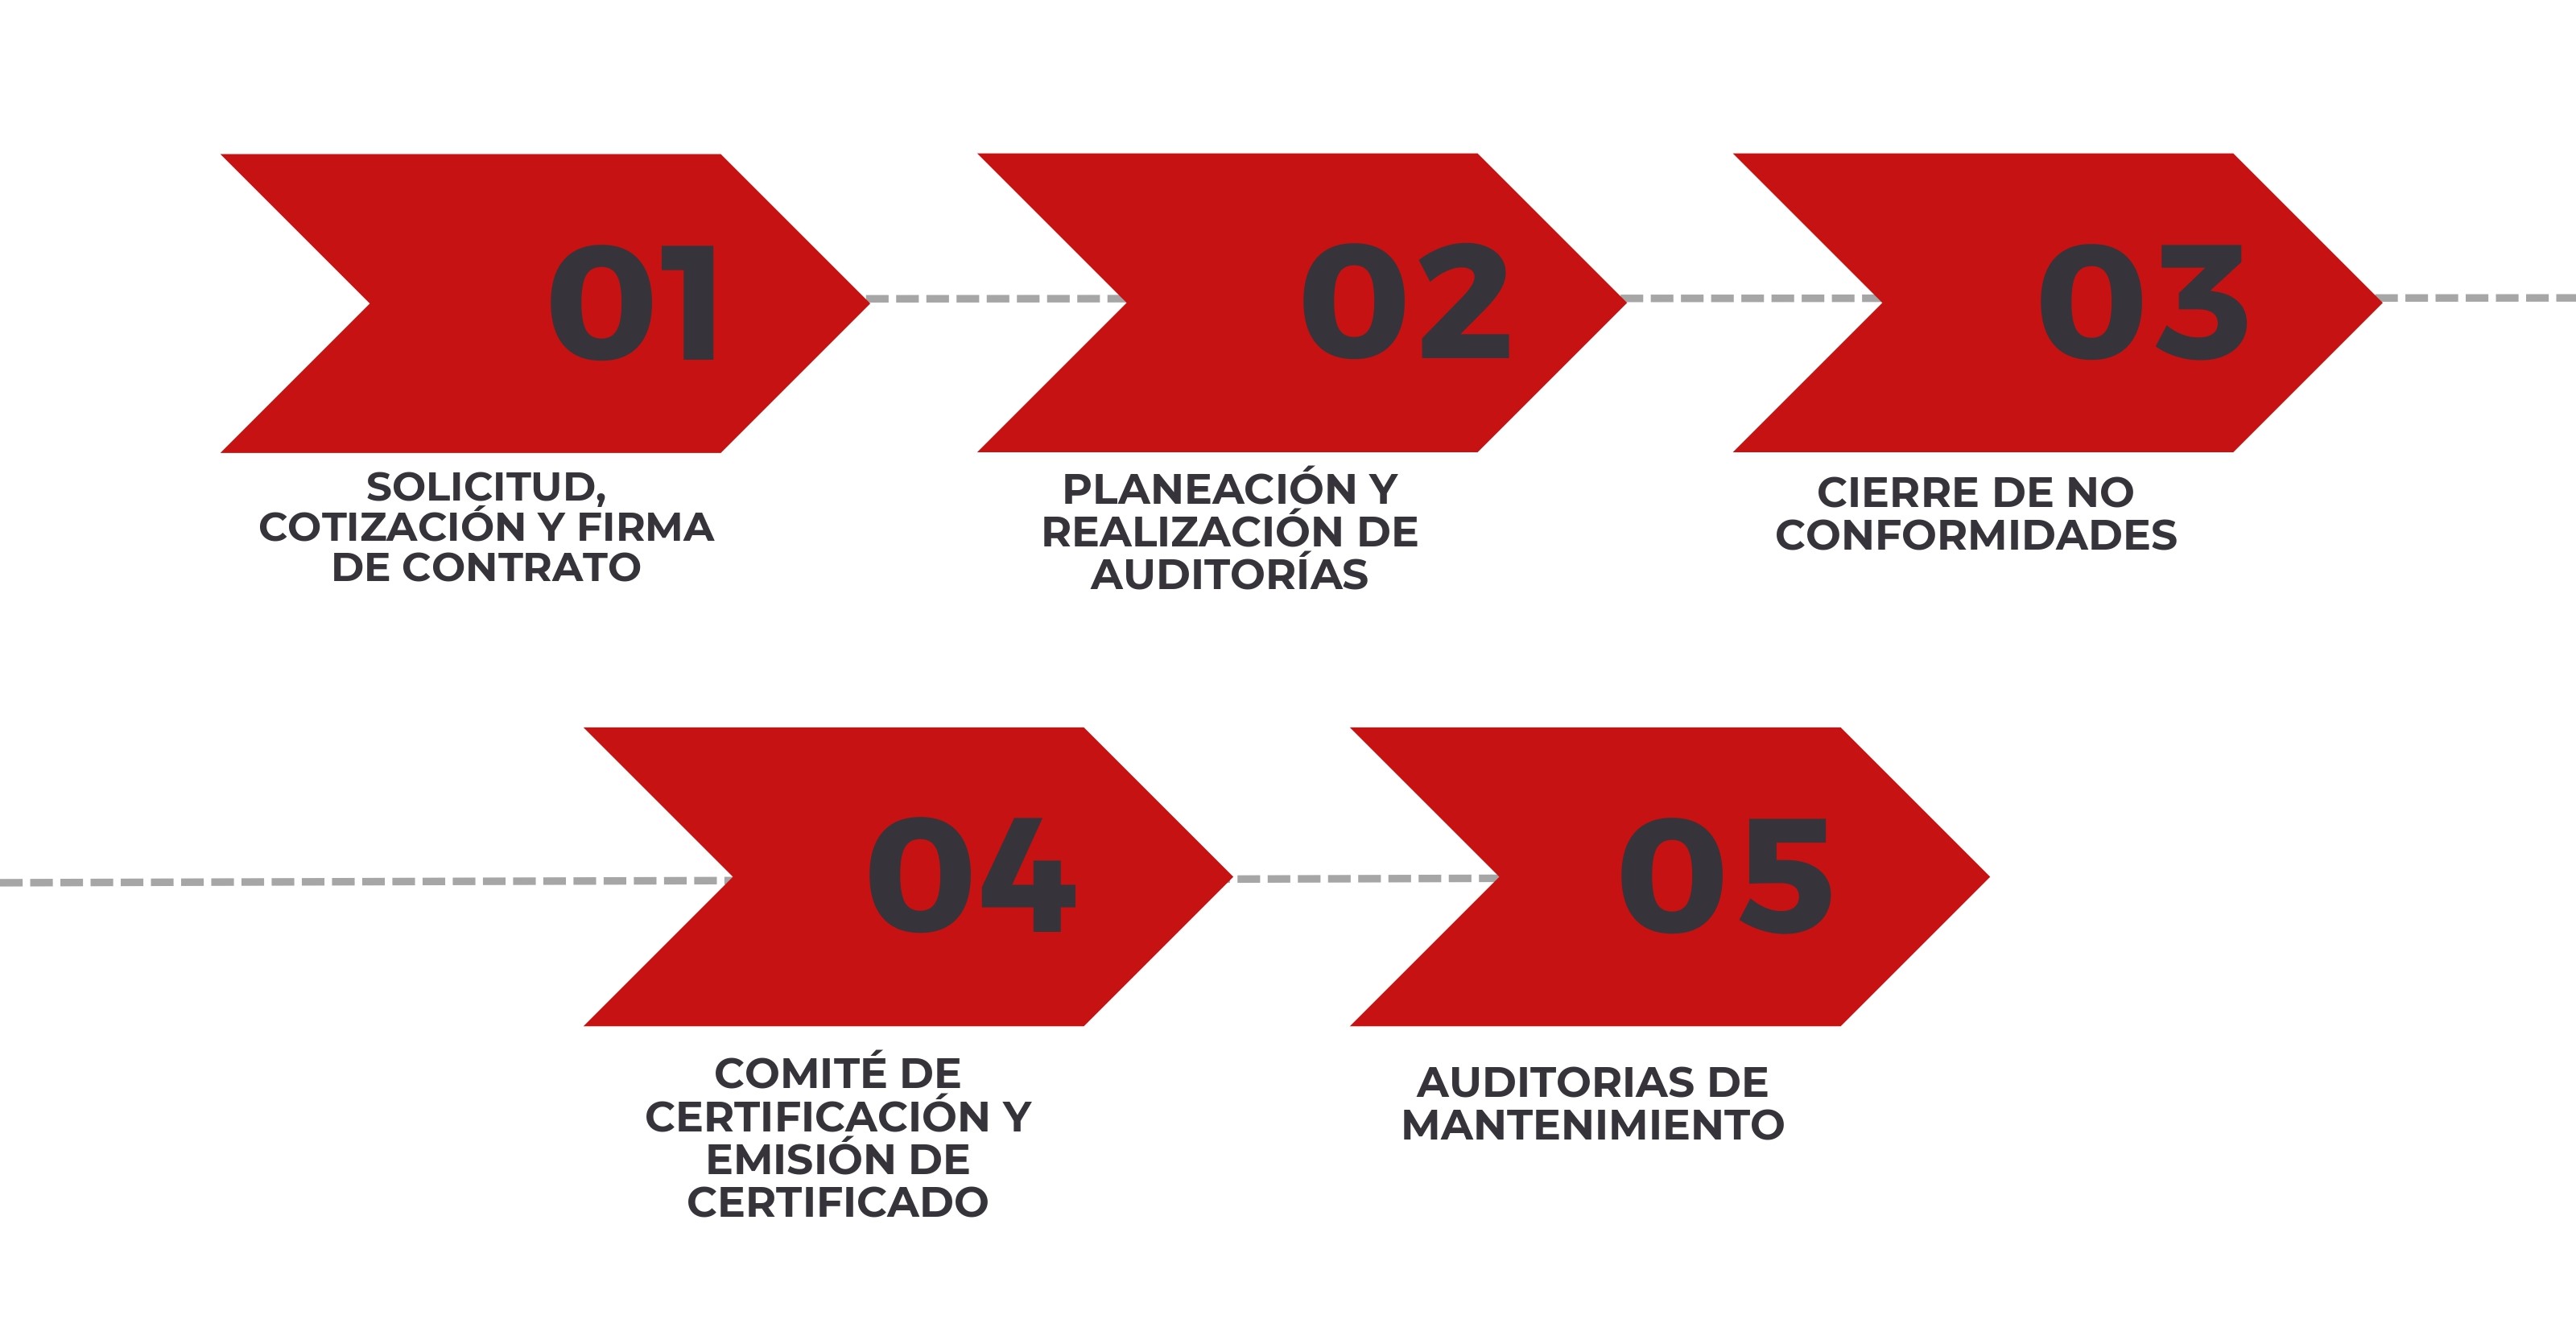 01
SOLICITUD,
COTIZACIÓN Y FIRMA
DE CONTRATO
02
PLANEACIÓN Y
REALIZACIÓN DE
AUDITORÍAS
03
CIERRE DE NO
CONFORMIDADES
04
COMITÉ DE
CERTIFICACIÓN Y
EMISIÓN DE
CERTIFICADO
05
AUDITORIAS DE
MANTENIMIENTO